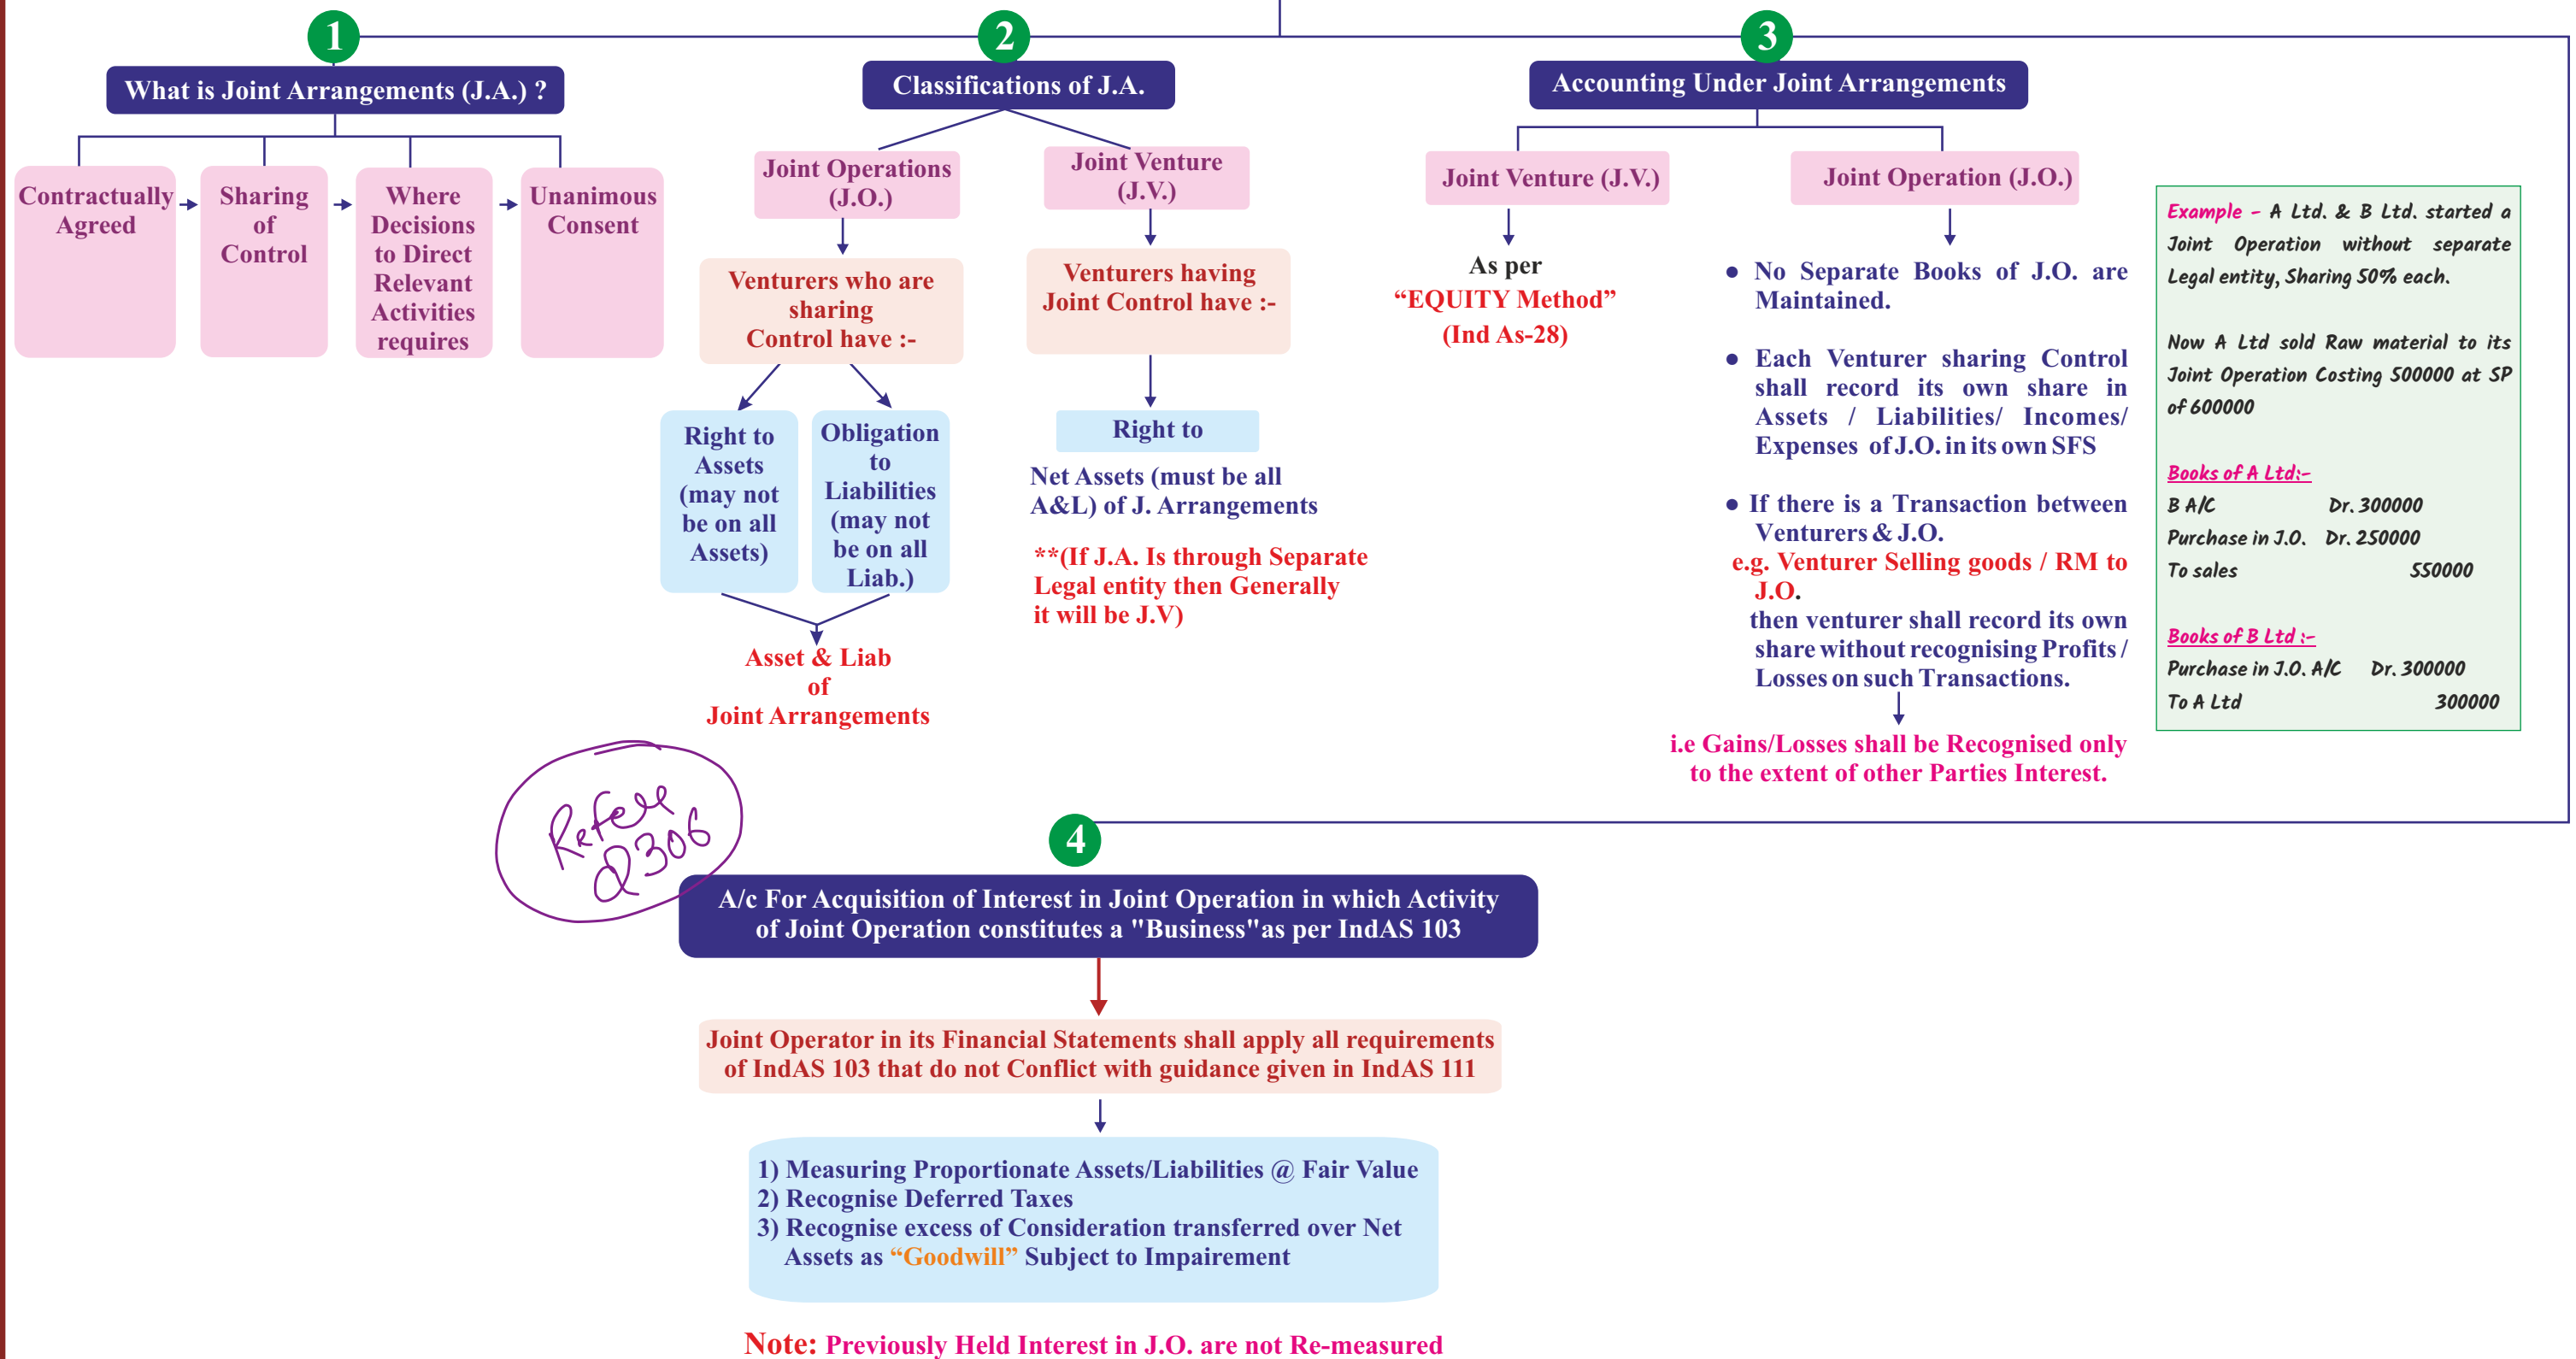 1
What is Joint Arrangements (J.A.) ?
Contractually
Agreed
Sharing
of
Control
Where
Decisions
to Direct
Relevant
Activities
requires
Unanimous
Consent
2
Classifications of J.A.
Joint Operations
(J.O.)
Venturers who are
sharing
Control have :-
Right to
Assets
(may not
be on all
Assets)
Obligation
to
Liabilities
(may not
be on all
Liab.)
Asset & Liab
of
Joint Arrangements
Joint Venture
(J.V.)
Venturers having
Joint Control have :-
Right to
Net Assets (must be all
A&L) of J. Arrangements
**(If J.A. Is through Separate
Legal entity then Generally
it will be J.V)
3
Accounting Under Joint Arrangements
Joint Venture (J.V.)
As per
“EQUITY Method”
(Ind As-28)
Joint Operation (J.O.)
● No Separate Books of J.O. are
Maintained.
● Each Venturer sharing Control
shall record its own share in
Assets / Liabilities/ Incomes/
Expenses of J.O. in its own SFS
● If there is a Transaction between
Venturers & J.O.
e.g. Venturer Selling goods / RM to
J.O.
then venturer shall record its own
share without recognising Profits /
Losses on such Transactions.
i.e Gains/Losses shall be Recognised only
to the extent of other Parties Interest.
Example - A Ltd. & B Ltd. started a
Joint Operation without separate
Legal entity, Sharing 50% each.
Now A Ltd sold Raw material to its
Joint Operation Costing 500000 at SP
of 600000
Books of A Ltd:-
B A/C Dr. 300000
Purchase in J.O. Dr. 250000
To sales 550000
Books of B Ltd :-
Purchase in J.O. A/C Dr. 300000
To A Ltd 300000
306
4
A/c For Acquisition of Interest in Joint Operation in which Activity
of Joint Operation constitutes a "Business"as per IndAS 103
Joint Operator in its Financial Statements shall apply all requirements
of IndAS 103 that do not Conflict with guidance given in IndAS 111
1) Measuring Proportionate Assets/Liabilities @ Fair Value
2) Recognise Deferred Taxes
3) Recognise excess of Consideration transferred over Net
Assets as “Goodwill” Subject to Impairement
Note: Previously Held Interest in J.O. are not Re-measured